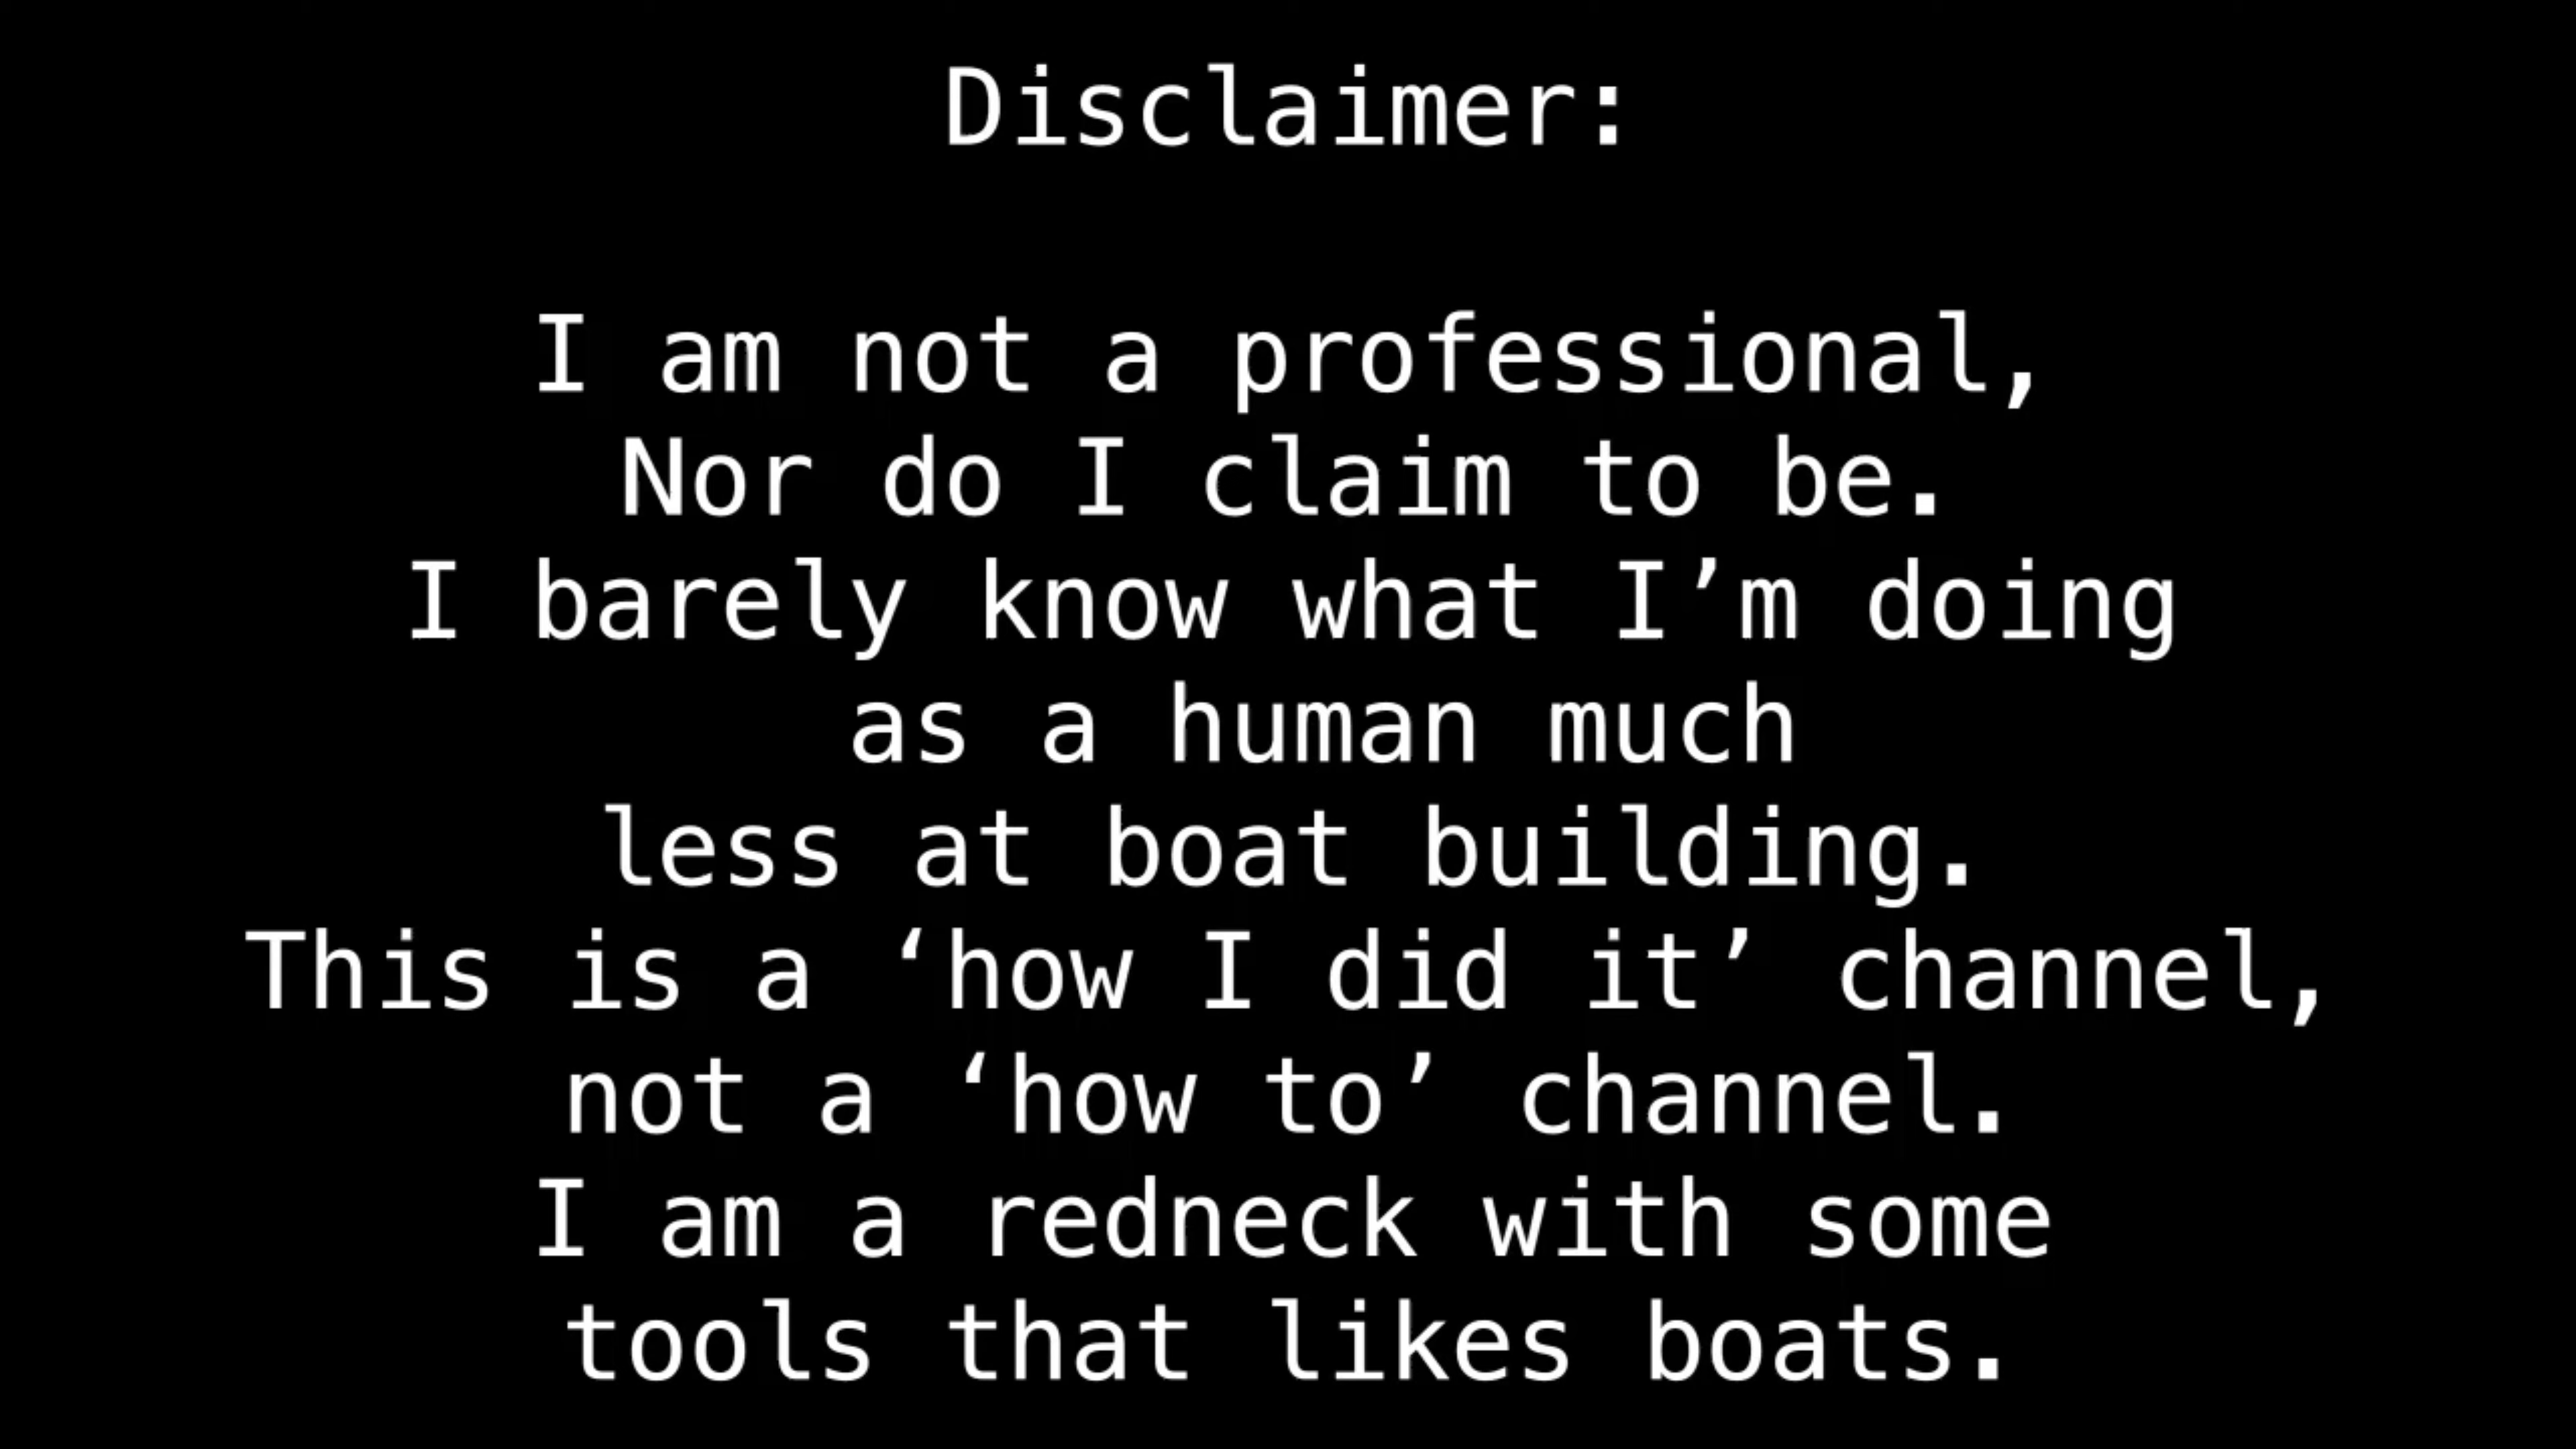 Disclaimer:
I am not a professional,
Nor do I claim to be.
I barely know what I’m doing
as a human much
less at boat building.
This is a ‘how I did it’ channel,
not a ‘how to’ channel.
I am a redneck with some
tools that likes boats.